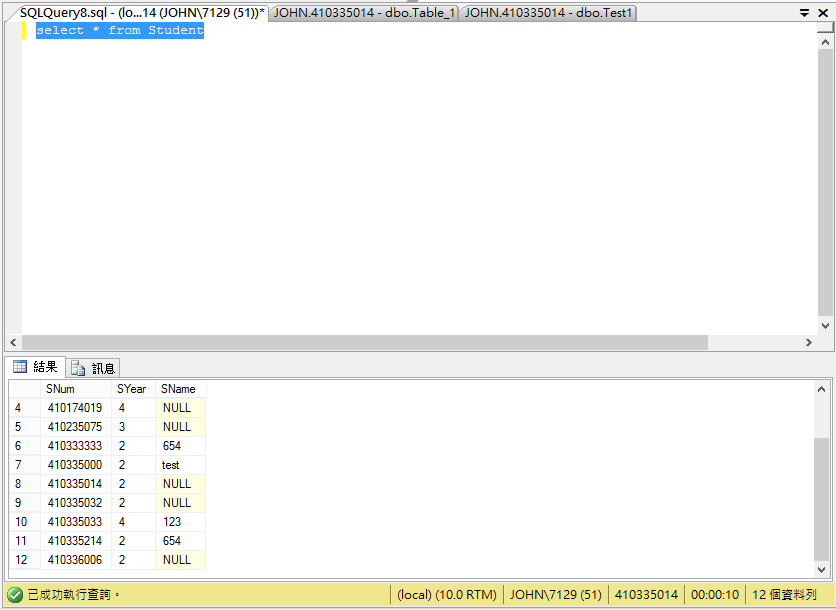 SQLQuery8.sql - (lo...14 (JOHN\7129 (51))* JOHN.410335014 - dbo.Table_1 JOHN.410335014 - dbo.Test1
select * from Student
結果 訊息
SNum SYear SName
4 410174019 4 NULL
5 410235075 3 NULL
6 410333333 2 654
7 410335000 2 test
8 410335014 2 NULL
9 410335032 2 NULL
10 410335033 4 123
11 410335214 2 654
12 410336006 2 NULL
已成功執行查詢。 (local) (10.0 RTM) JOHN\7129 (51) 410335014 00:00:10 12 個資料列